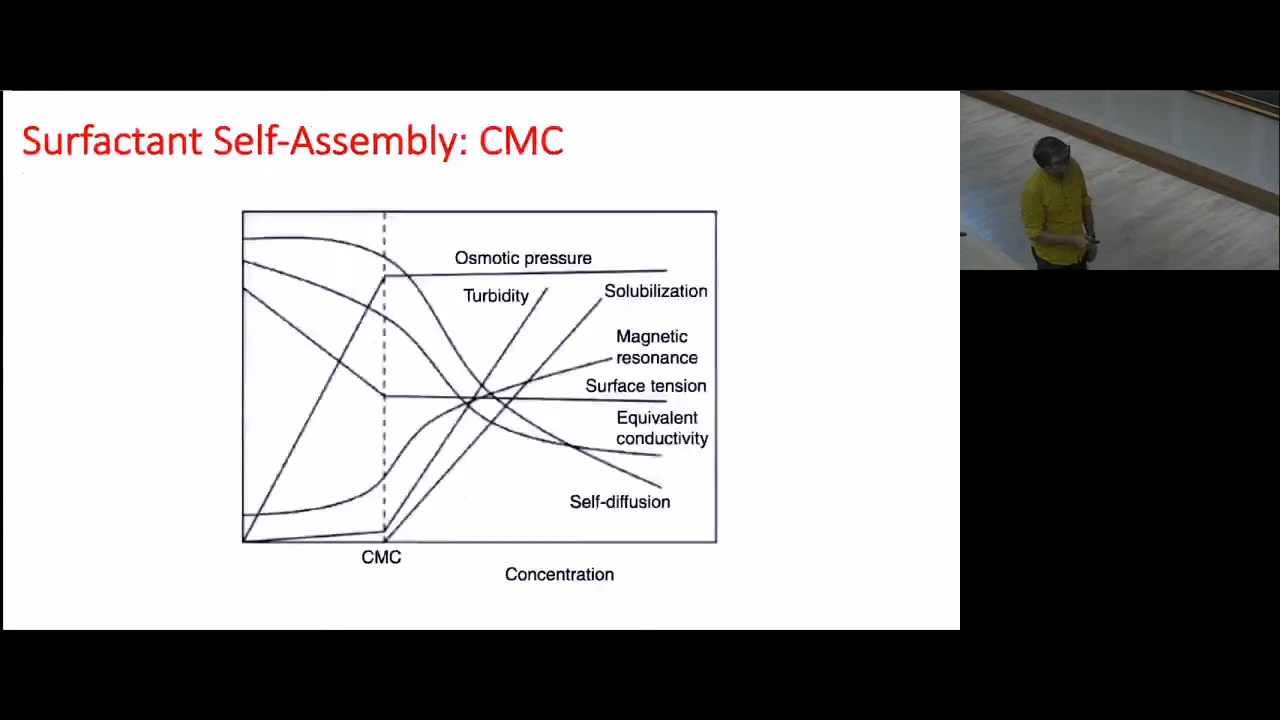 Surfactant Self-Assembly: CMC
Osmotic pressure
Turbidity
Solubilization
Magnetic
resonance
Surface tension
Equivalent
conductivity
Self-diffusion
CMC
Concentration